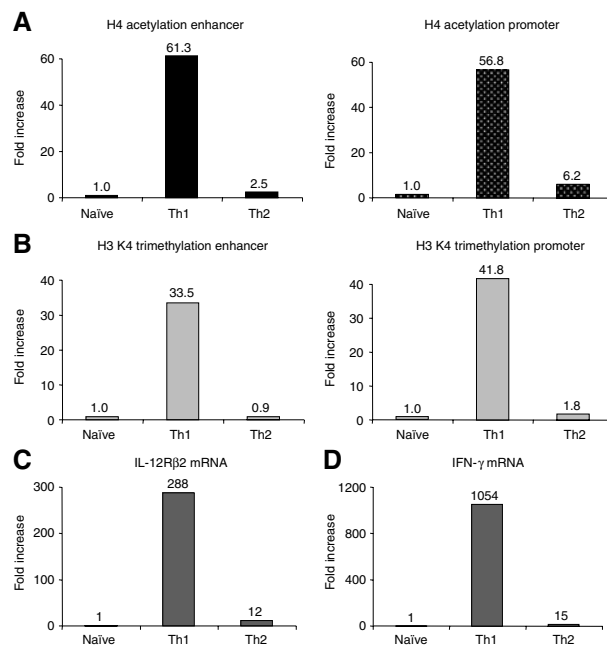 A
H4 acetylation enhancer
Fold increase
60
40
20
0
1.0
61.3
2.5
Naïve
Th1
Th2
H4 acetylation promoter
Fold increase
60
40
20
0
1.0
56.8
6.2
Naïve
Th1
Th2
B
H3 K4 trimethylation enhancer
Fold increase
40
30
20
10
0
1.0
33.5
0.9
Naïve
Th1
Th2
H3 K4 trimethylation promoter
Fold increase
40
30
20
10
0
1.0
41.8
1.8
Naïve
Th1
Th2
C
IL-12Rβ2 mRNA
Fold increase
300
200
100
0
1
288
12
Naïve
Th1
Th2
D
IFN-γ mRNA
Fold increase
1200
800
400
0
1
1054
15
Naïve
Th1
Th2